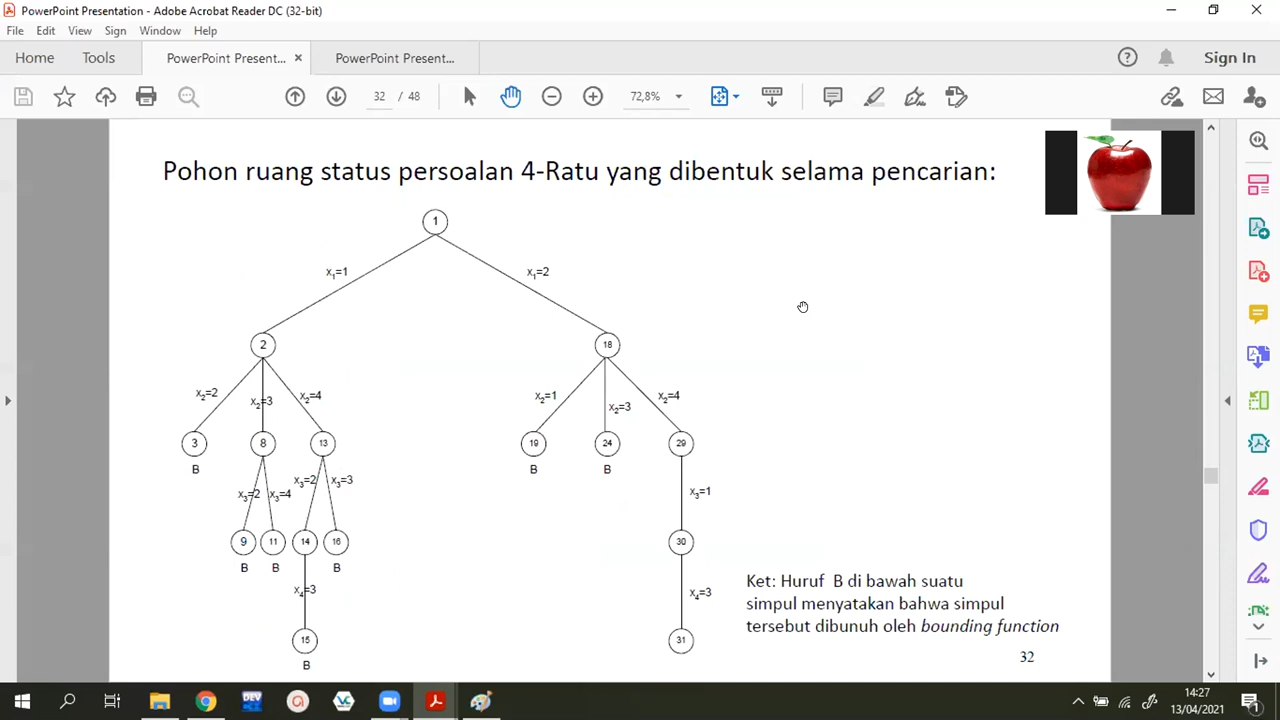 PowerPoint Presentation - Adobe Acrobat Reader DC (32-bit)
File Edit View Sign Window Help
Home Tools PowerPoint Present... × PowerPoint Present... Sign In
32 / 48 72,8%
Pohon ruang status persoalan 4-Ratu yang dibentuk selama pencarian:
1
x1=1 x1=2
2 18
x2=2 x2=3 x2=4 x2=1 x2=3 x2=4
3 8 13 19 24 29
B B B
x3=2 x3=4 x3=2 x3=3 x3=1
9 11 14 16 30
B B B
x4=3 x4=3
15 31
B
Ket: Huruf B di bawah suatu
simpul menyatakan bahwa simpul
tersebut dibunuh oleh bounding function
32
DEV
14:27
13/04/2021
1